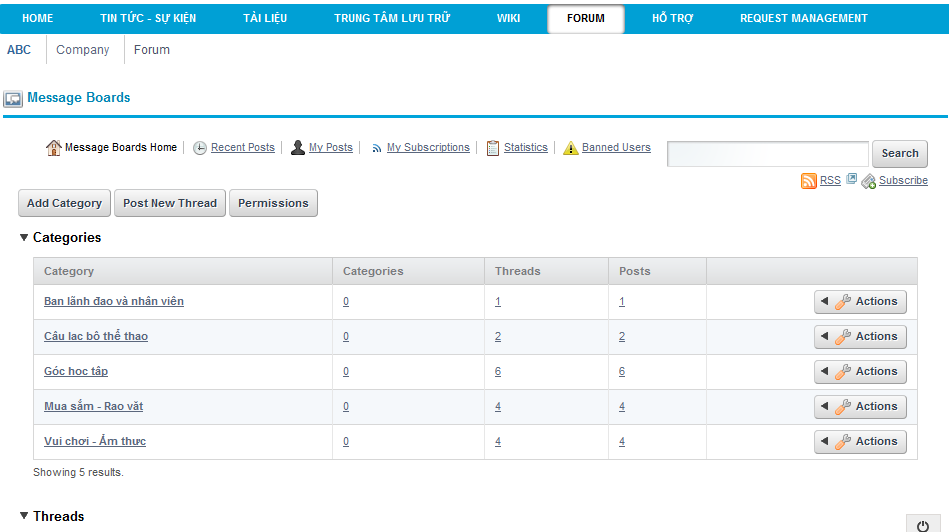 HOME TIN TỨC - SỰ KIỆN TÀI LIỆU TRUNG TÂM LƯU TRỮ WIKI FORUM HỖ TRỢ REQUEST MANAGEMENT
ABC Company Forum
Message Boards
Message Boards Home Recent Posts My Posts My Subscriptions Statistics Banned Users Search
RSS Subscribe
Add Category Post New Thread Permissions
Categories
Category Categories Threads Posts
Ban lãnh đạo và nhân viên 0 1 1 Actions
Câu lạc bộ thể thao 0 2 2 Actions
Góc học tập 0 6 6 Actions
Mua sắm - Rao vặt 0 4 4 Actions
Vui chơi - Ẩm thực 0 4 4 Actions
Showing 5 results.
Threads